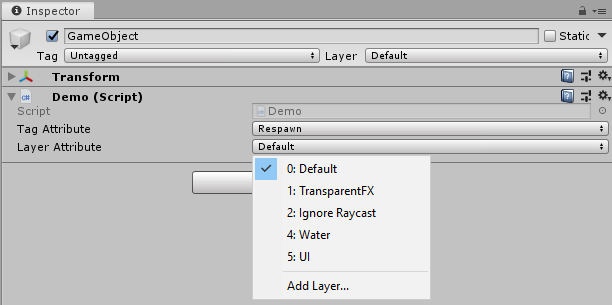 Inspector
GameObject
Static
Tag Untagged Layer Default
Transform
Demo (Script)
Script Demo
Tag Attribute Respawn
Layer Attribute Default
0: Default
1: TransparentFX
2: Ignore Raycast
4: Water
5: UI
Add Layer...